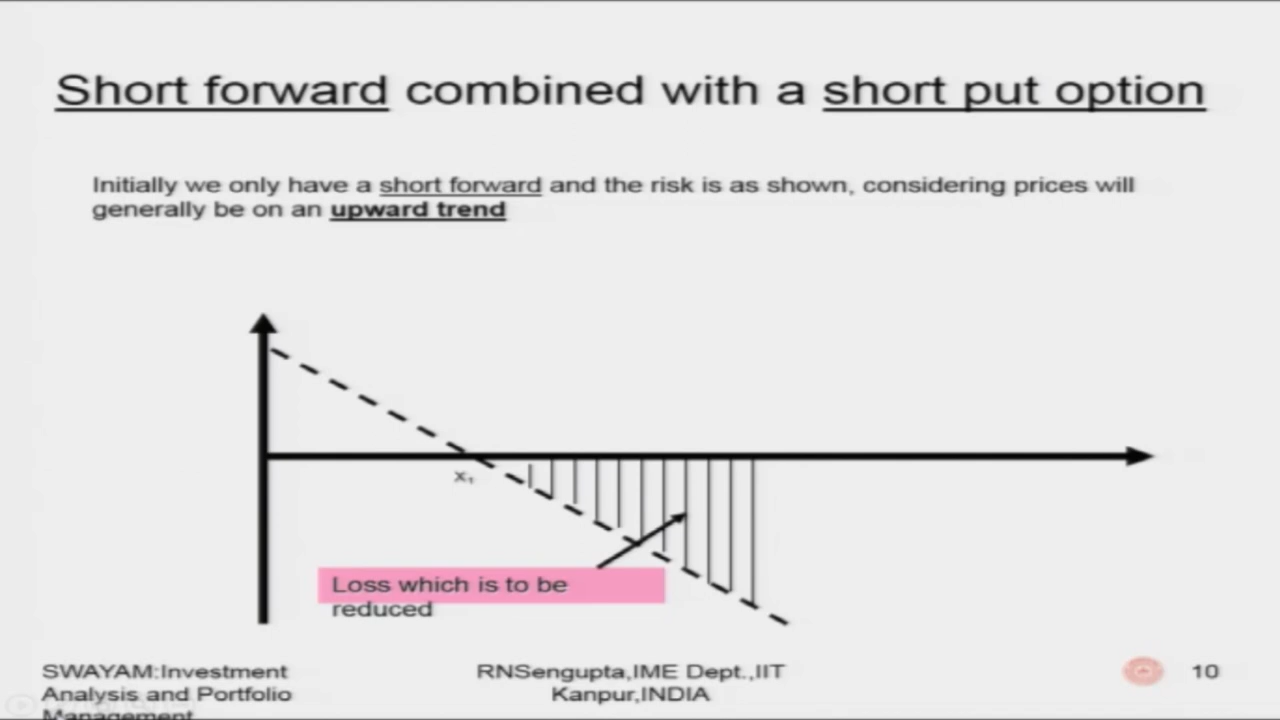 Short forward combined with a short put option
Initially we only have a short forward and the risk is as shown, considering prices will
generally be on an upward trend
x₁
Loss which is to be
reduced
SWAYAM:Investment
Analysis and Portfolio
Management
RNSengupta,IME Dept.,IIT
Kanpur,INDIA
10